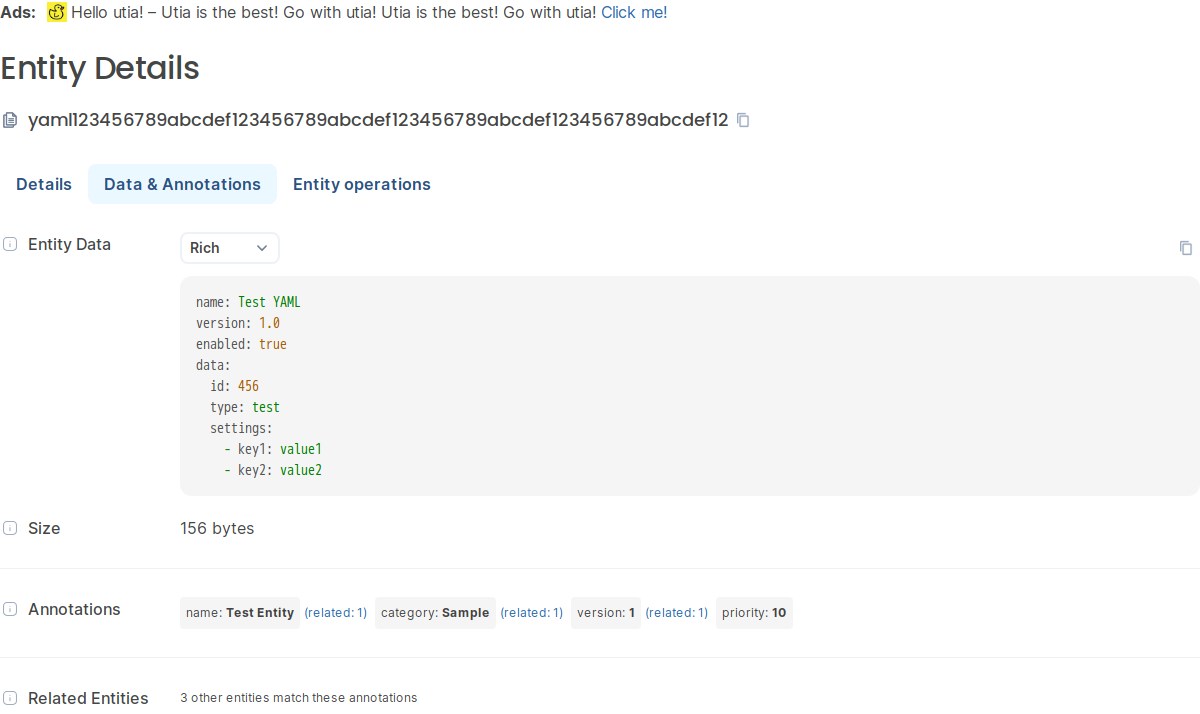 Ads: Hello utia! – Utia is the best! Go with utia! Utia is the best! Go with utia! Click me!
Entity Details
yaml123456789abcdef123456789abcdef123456789abcdef123456789abcdef12
Details Data & Annotations Entity operations
Entity Data Rich
name: Test YAML
version: 1.0
enabled: true
data:
  id: 456
  type: test
  settings:
    - key1: value1
    - key2: value2
Size 156 bytes
Annotations name: Test Entity (related: 1) category: Sample (related: 1) version: 1 (related: 1) priority: 10
Related Entities 3 other entities match these annotations